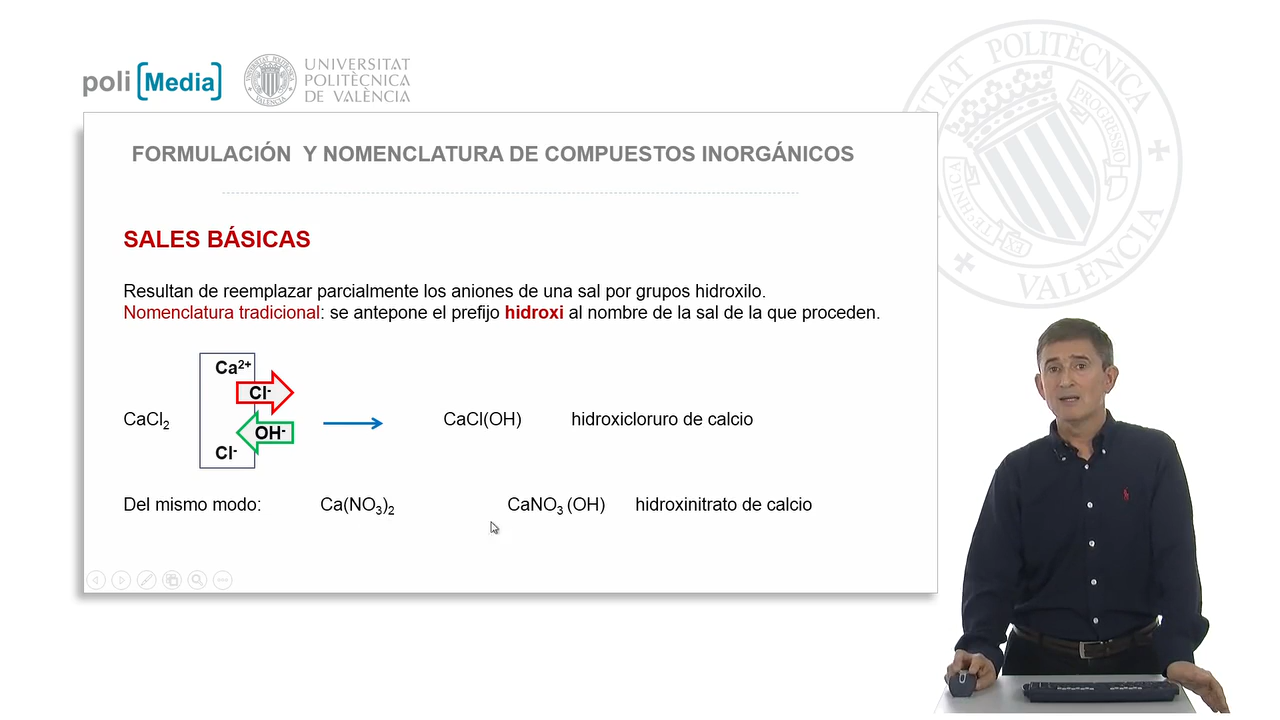 poli [Media]
UNIVERSITAT
POLITÈCNICA
DE VALÈNCIA
FORMULACIÓN Y NOMENCLATURA DE COMPUESTOS INORGÁNICOS
SALES BÁSICAS
Resultan de reemplazar parcialmente los aniones de una sal por grupos hidroxilo.
Nomenclatura tradicional: se antepone el prefijo hidroxi al nombre de la sal de la que proceden.
Ca²⁺
Cl⁻
CaCl₂
CaCl(OH) hidroxicloruro de calcio
OH⁻
Cl⁻
Del mismo modo: Ca(NO₃)₂ CaNO₃ (OH) hidroxinitrato de calcio
POLITÈCNICA
VALÈNCIA
PROGRESSIO